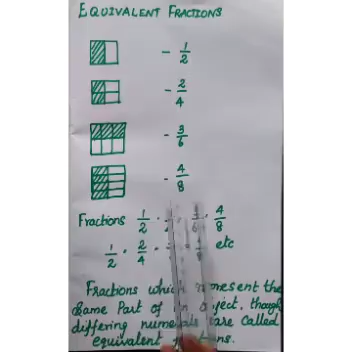 EQUIVALENT FRACTIONS
- 1/2
- 2/4
- 3/6
- 4/8
Fractions 1/2 . . 4/8
1/2 . 2/4 . etc
Fractions which represent the
same Part of an object, though
differing are called
equivalent